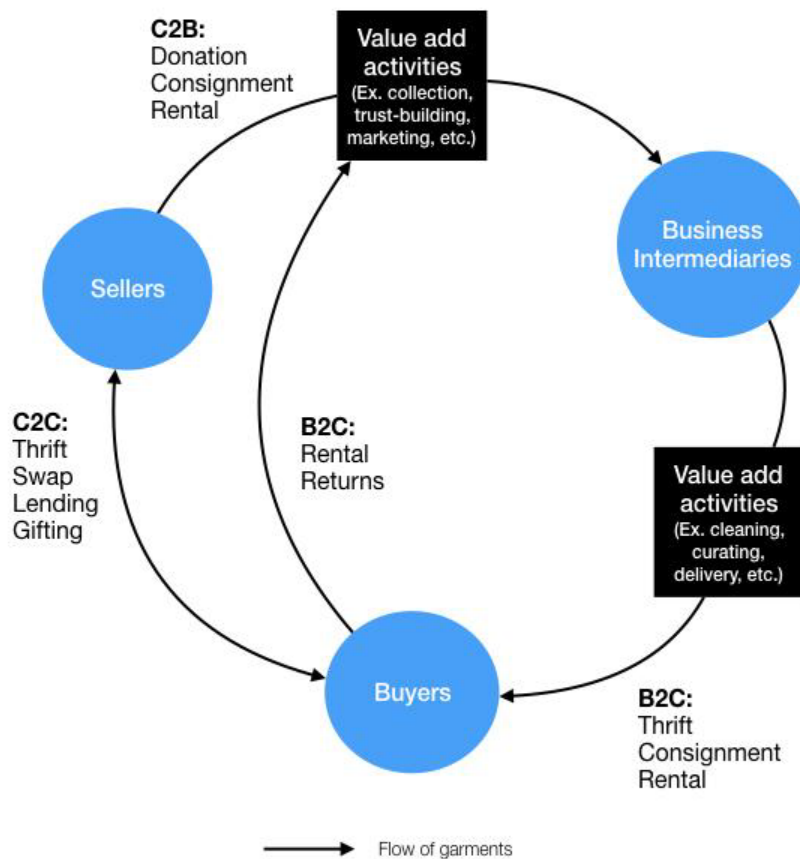 C2B:
Donation
Consignment
Rental
Value add
activities
(Ex. collection,
trust-building,
marketing, etc.)
Business
Intermediaries
Sellers
C2C:
Thrift
Swap
Lending
Gifting
B2C:
Rental
Returns
Value add
activities
(Ex. cleaning,
curating,
delivery, etc.)
Buyers
B2C:
Thrift
Consignment
Rental
Flow of garments